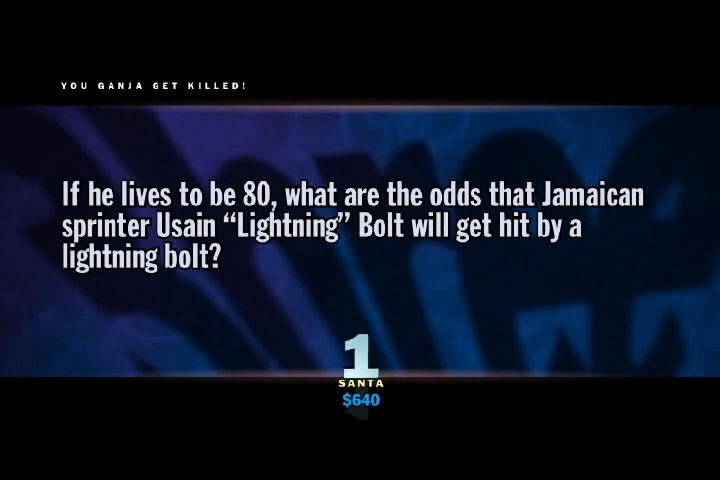 YOU GANJA GET KILLED!
If he lives to be 80, what are the odds that Jamaican
sprinter Usain “Lightning” Bolt will get hit by a
lightning bolt?
1
SANTA
$640